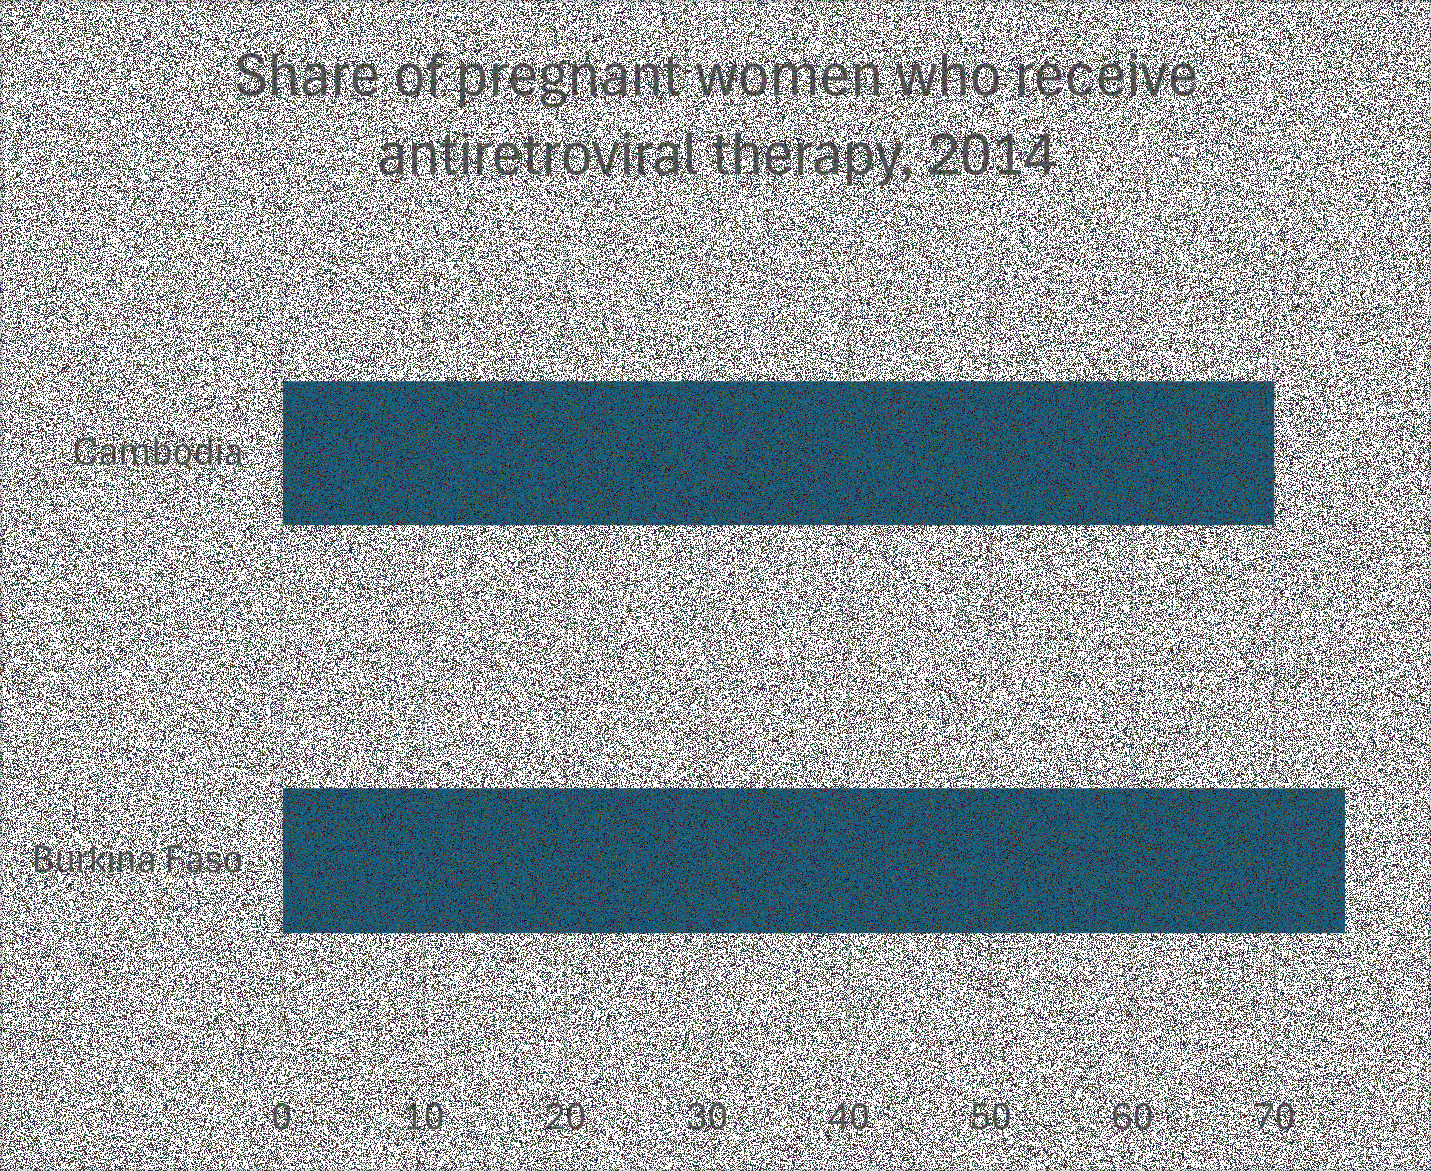 Share of pregnant women who receive
antiretroviral therapy, 2014
Cambodia
Burkina Faso
0 10 20 30 40 50 60 70